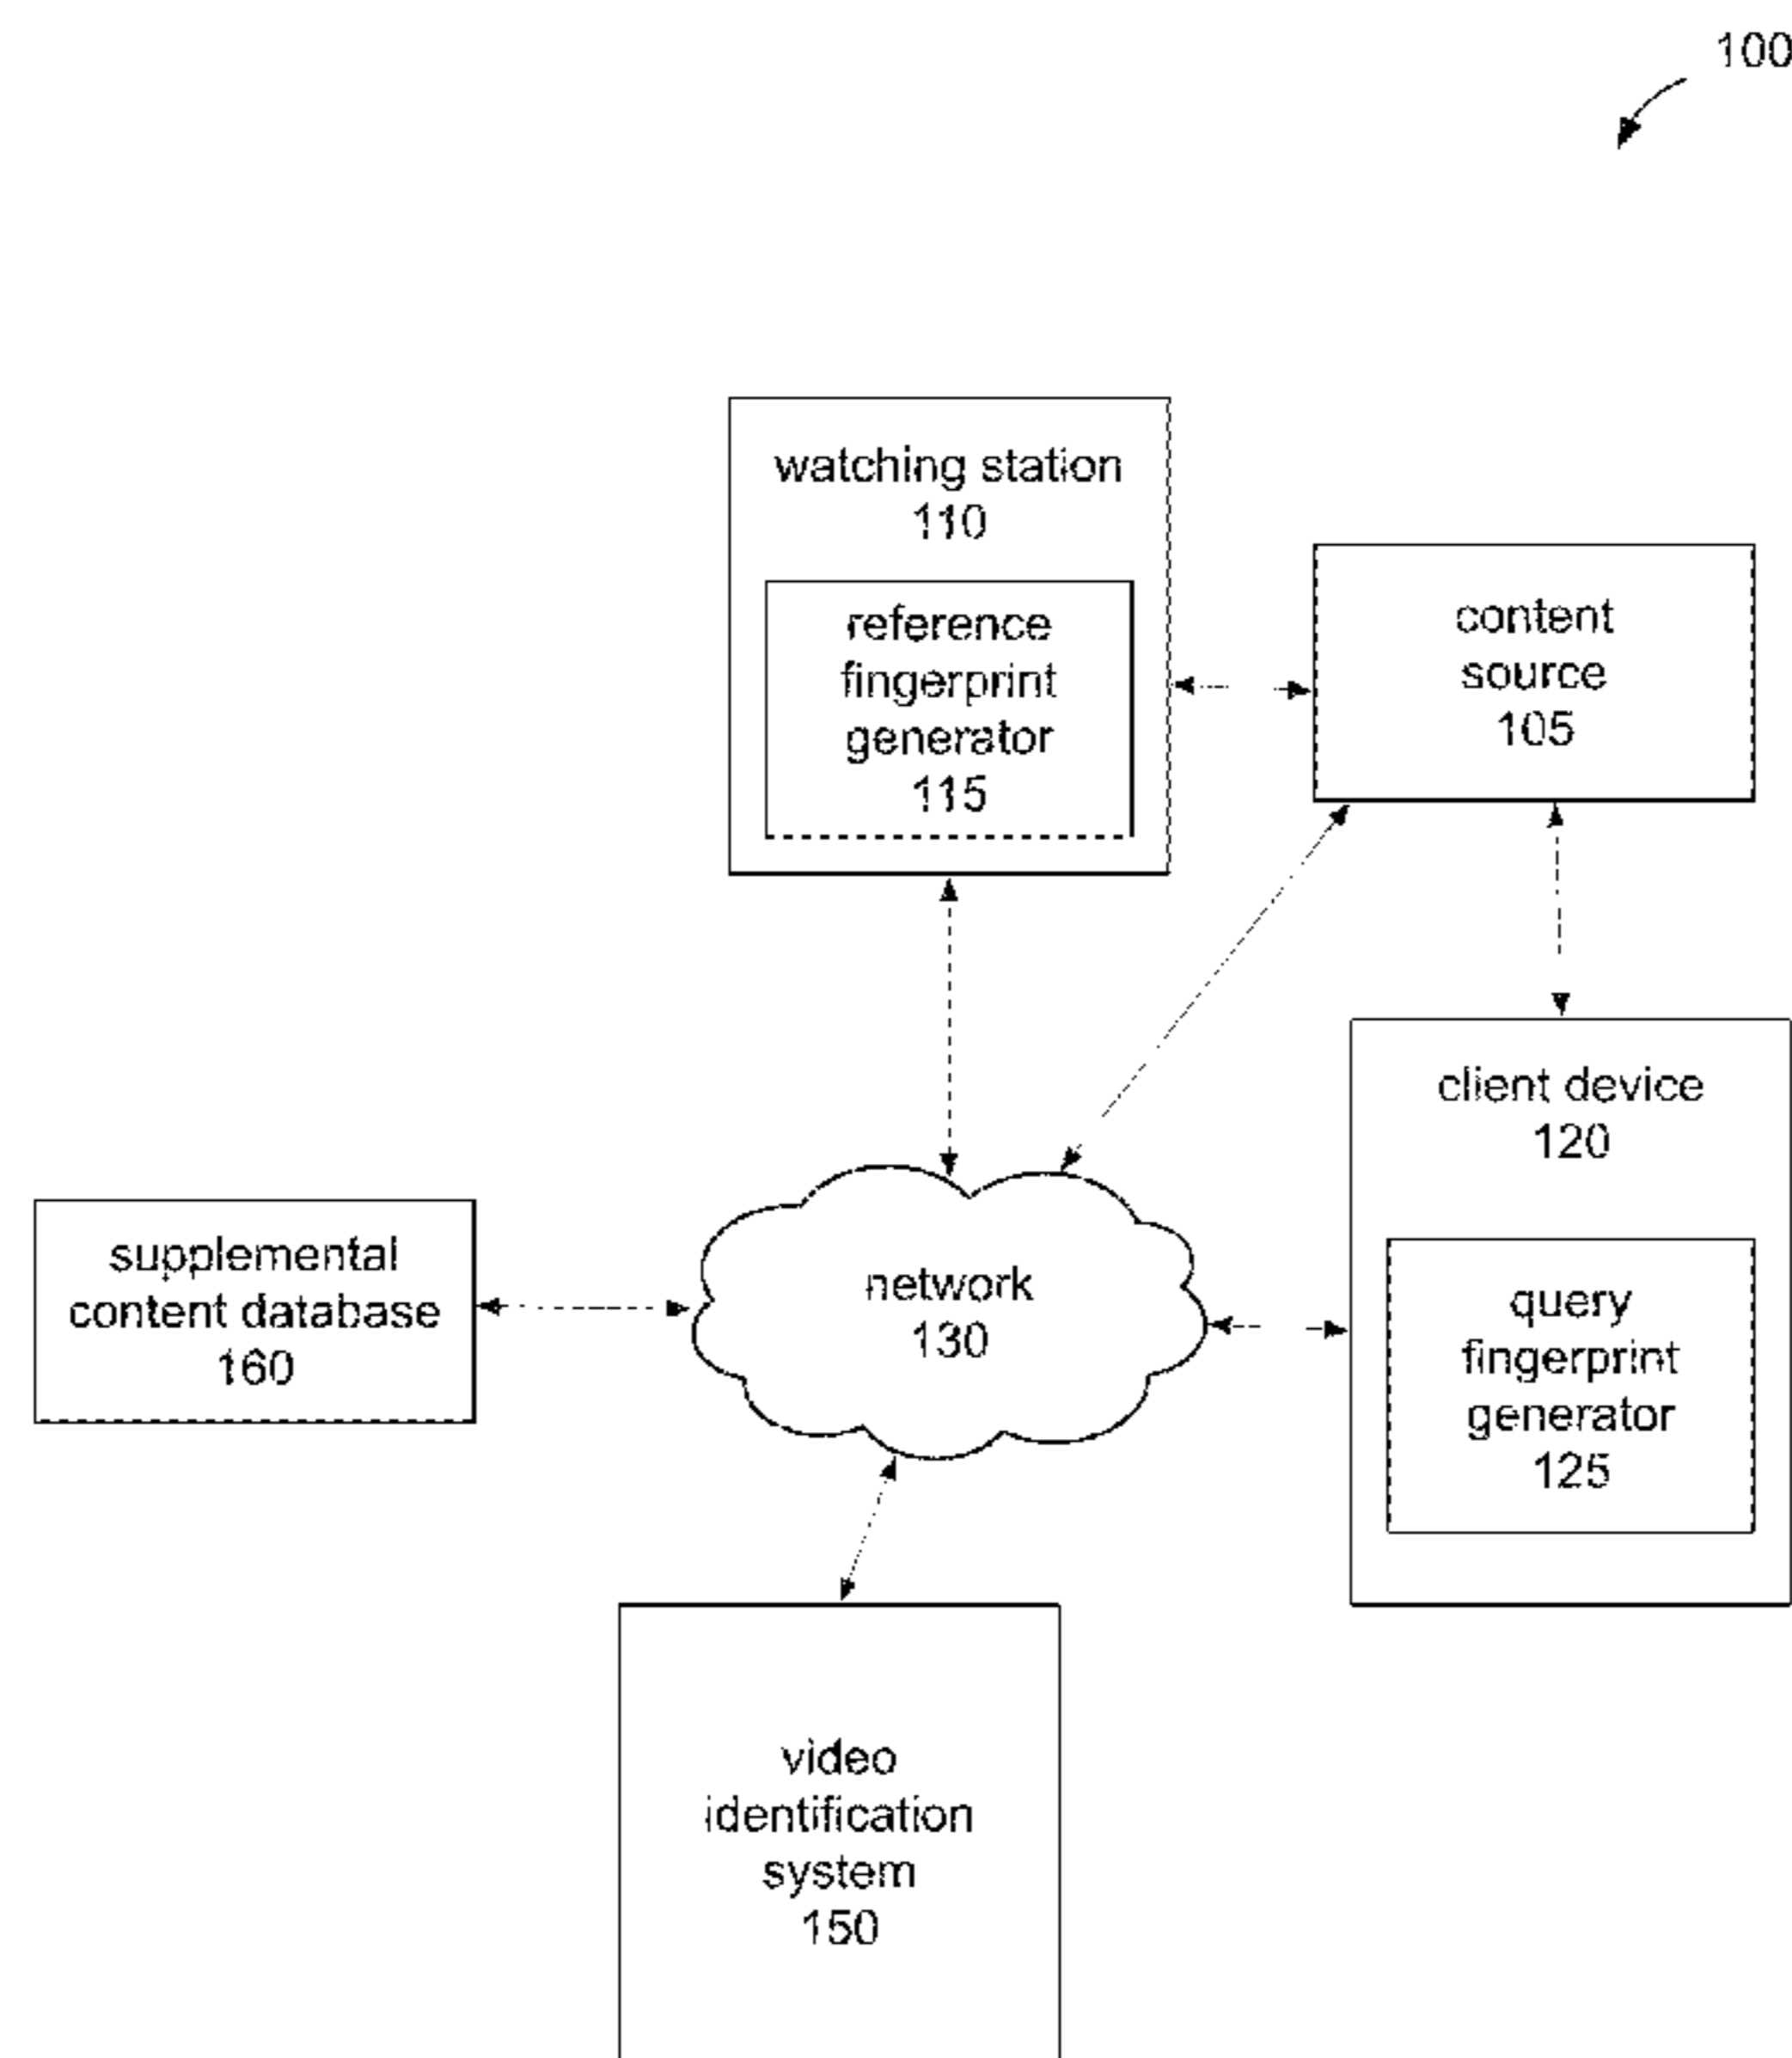 100
watching station
110
reference
fingerprint
generator
115
content
source
105
client device
120
query
fingerprint
generator
125
supplemental
content database
160
network
130
video
identification
system
150